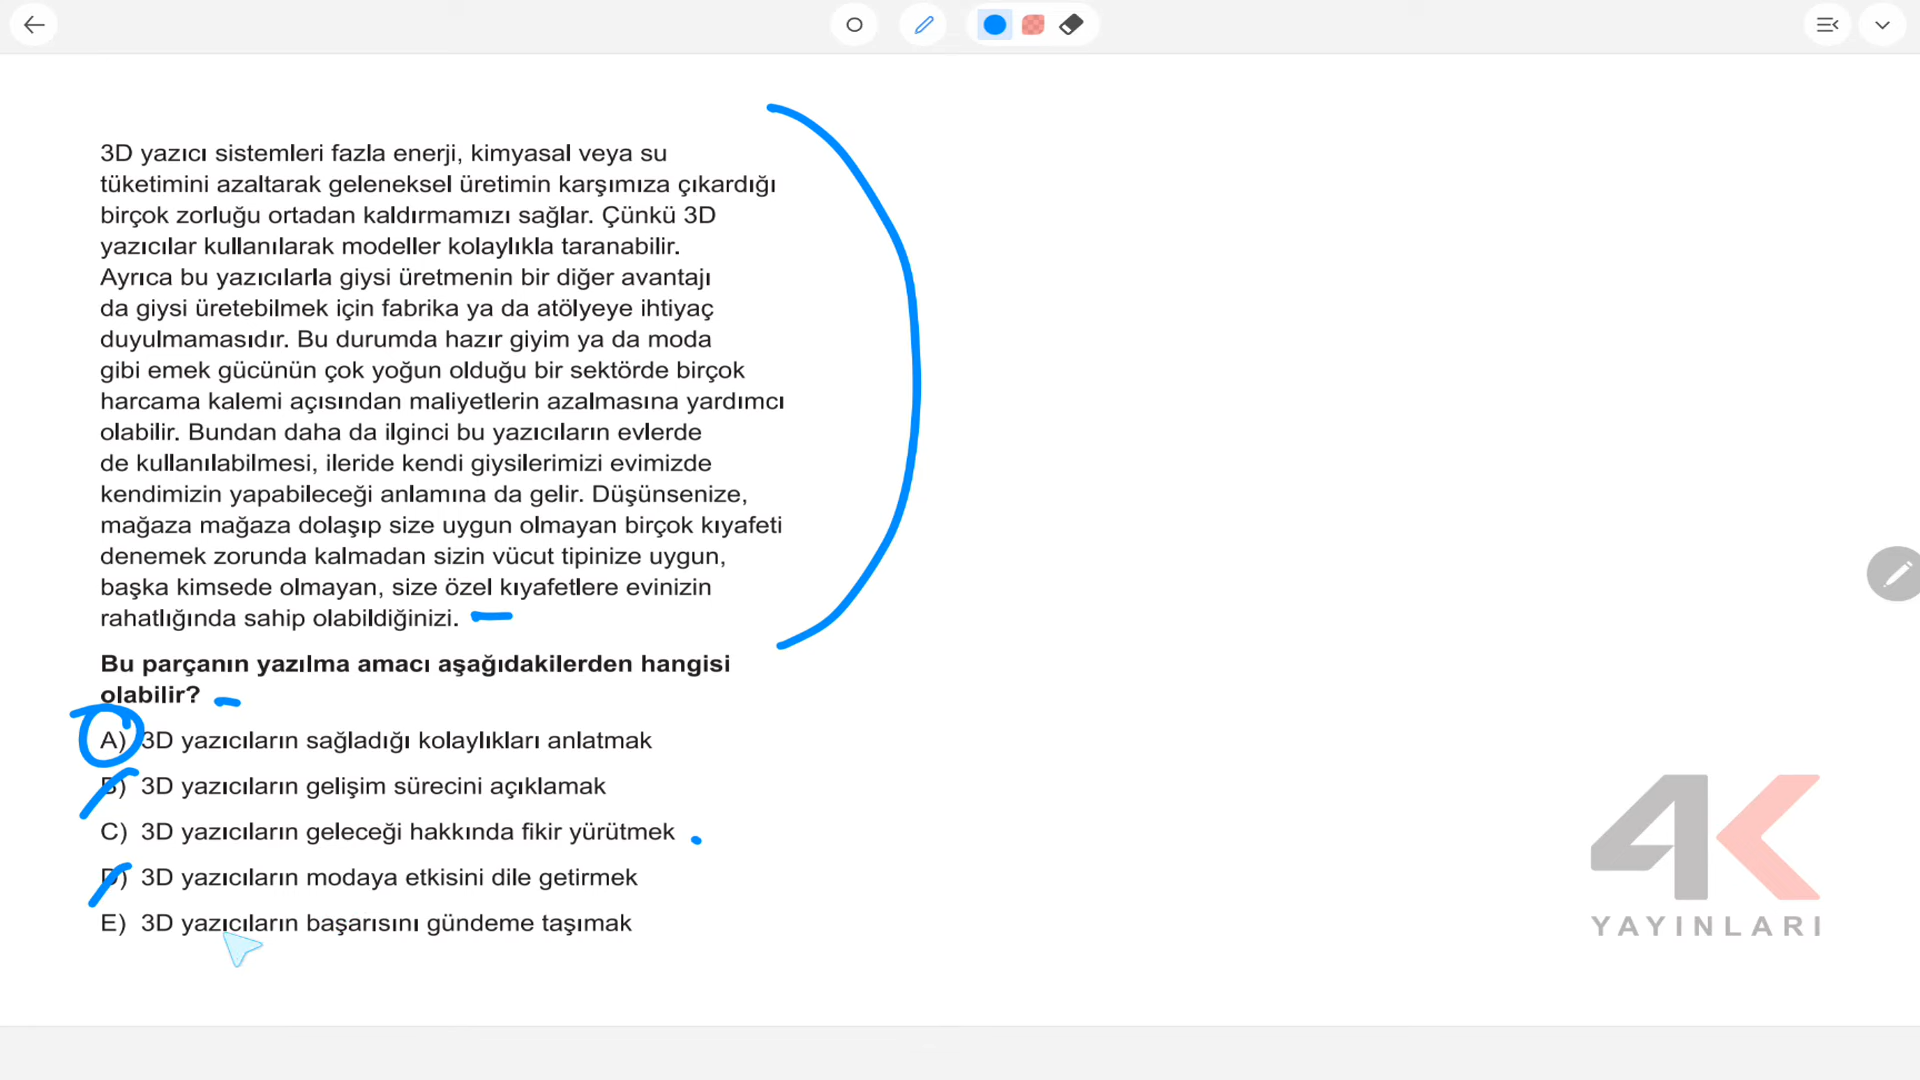 3D yazıcı sistemleri fazla enerji, kimyasal veya su
tüketimini azaltarak geleneksel üretimin karşımıza çıkardığı
birçok zorluğu ortadan kaldırmamızı sağlar. Çünkü 3D
yazıcılar kullanılarak modeller kolaylıkla taranabilir.
Ayrıca bu yazıcılarla giysi üretmenin bir diğer avantajı
da giysi üretebilmek için fabrika ya da atölyeye ihtiyaç
duyulmamasıdır. Bu durumda hazır giyim ya da moda
gibi emek gücünün çok yoğun olduğu bir sektörde birçok
harcama kalemi açısından maliyetlerin azalmasına yardımcı
olabilir. Bundan daha da ilginci bu yazıcıların evlerde
de kullanılabilmesi, ileride kendi giysilerimizi evimizde
kendimizin yapabileceği anlamına da gelir. Düşünsenize,
mağaza mağaza dolaşıp size uygun olmayan birçok kıyafeti
denemek zorunda kalmadan sizin vücut tipinize uygun,
başka kimsede olmayan, size özel kıyafetlere evinizin
rahatlığında sahip olabildiğinizi.
Bu parçanın yazılma amacı aşağıdakilerden hangisi
olabilir?
A) 3D yazıcıların sağladığı kolaylıkları anlatmak
B) 3D yazıcıların gelişim sürecini açıklamak
C) 3D yazıcıların geleceği hakkında fikir yürütmek
D) 3D yazıcıların modaya etkisini dile getirmek
E) 3D yazıcıların başarısını gündeme taşımak
4K
YAYINLARI